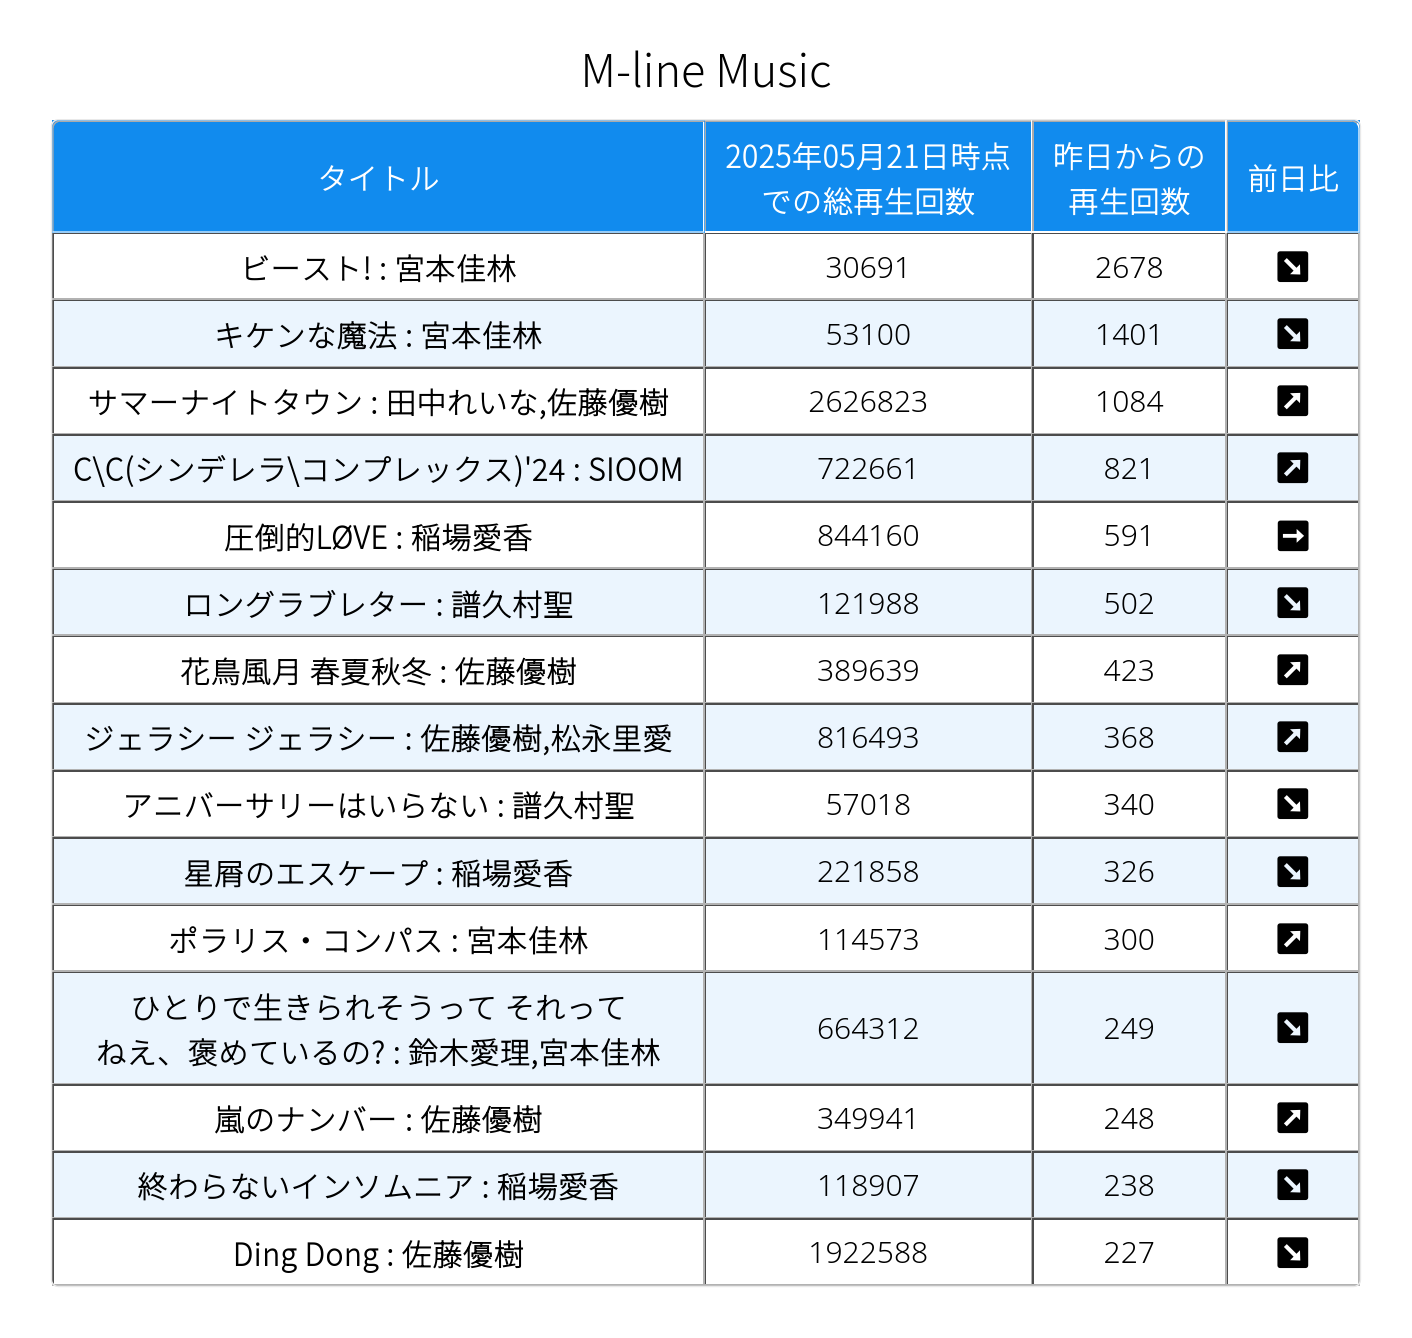 M-line Music
タイトル
2025年05月21日時点
での総再生回数
昨日からの
再生回数
前日比
ビースト! : 宮本佳林 30691 2678 ↘
キケンな魔法 : 宮本佳林 53100 1401 ↘
サマーナイトタウン : 田中れいな,佐藤優樹 2626823 1084 ↗
C\C(シンデレラ\コンプレックス)'24 : SIOOM 722661 821 ↗
圧倒的LØVE : 稲場愛香 844160 591 →
ロングラブレター : 譜久村聖 121988 502 ↘
花鳥風月 春夏秋冬 : 佐藤優樹 389639 423 ↗
ジェラシー ジェラシー : 佐藤優樹,松永里愛 816493 368 ↗
アニバーサリーはいらない : 譜久村聖 57018 340 ↘
星屑のエスケープ : 稲場愛香 221858 326 ↘
ポラリス・コンパス : 宮本佳林 114573 300 ↗
ひとりで生きられそうって それって
ねえ、褒めているの? : 鈴木愛理,宮本佳林 664312 249 ↘
嵐のナンバー : 佐藤優樹 349941 248 ↗
終わらないインソムニア : 稲場愛香 118907 238 ↘
Ding Dong : 佐藤優樹 1922588 227 ↘